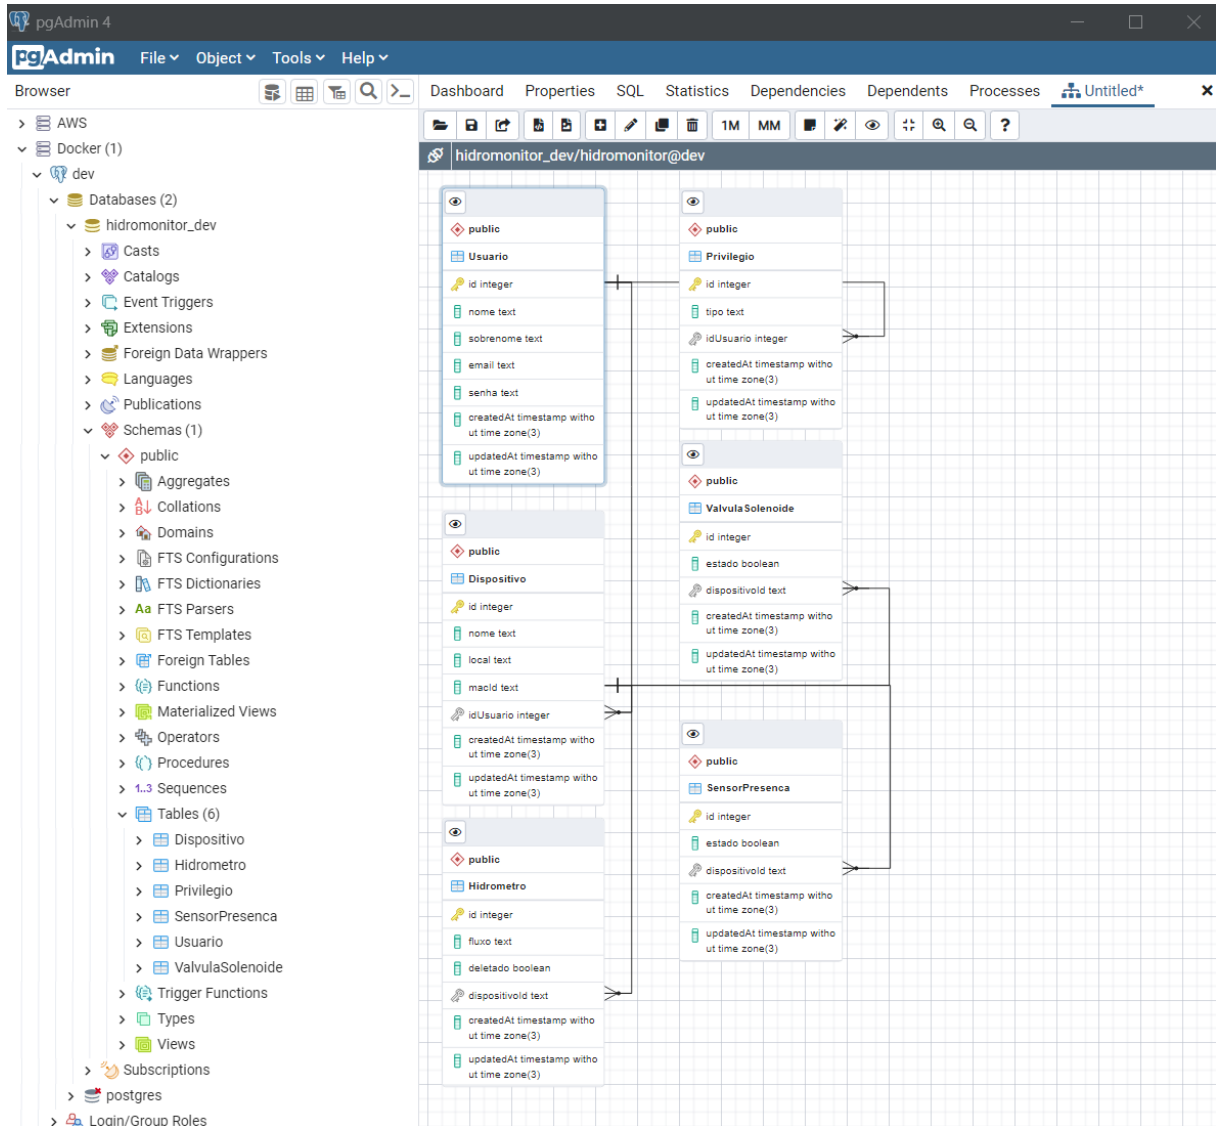 pgAdmin 4
pgAdmin File Object Tools Help
Browser
Dashboard Properties SQL Statistics Dependencies Dependents Processes Untitled*
1M MM
hidromonitor_dev/hidromonitor@dev
AWS
Docker (1)
dev
Databases (2)
hidromonitor_dev
Casts
Catalogs
Event Triggers
Extensions
Foreign Data Wrappers
Languages
Publications
Schemas (1)
public
Aggregates
Collations
Domains
FTS Configurations
FTS Dictionaries
Aa FTS Parsers
FTS Templates
Foreign Tables
Functions
Materialized Views
Operators
Procedures
1..3 Sequences
Tables (6)
Dispositivo
Hidrometro
Privilegio
SensorPresenca
Usuario
ValvulaSolenoide
Trigger Functions
Types
Views
Subscriptions
postgres
Login/Group Roles
public
Usuario
id integer
nome text
sobrenome text
email text
senha text
createdAt timestamp witho
ut time zone(3)
updatedAt timestamp witho
ut time zone(3)
public
Dispositivo
id integer
nome text
local text
macId text
idUsuario integer
createdAt timestamp witho
ut time zone(3)
updatedAt timestamp witho
ut time zone(3)
public
Hidrometro
id integer
fluxo text
deletado boolean
dispositivoId text
createdAt timestamp witho
ut time zone(3)
updatedAt timestamp witho
ut time zone(3)
public
Privilegio
id integer
tipo text
idUsuario integer
createdAt timestamp witho
ut time zone(3)
updatedAt timestamp witho
ut time zone(3)
public
ValvulaSolenoide
id integer
estado boolean
dispositivoId text
createdAt timestamp witho
ut time zone(3)
updatedAt timestamp witho
ut time zone(3)
public
SensorPresenca
id integer
estado boolean
dispositivoId text
createdAt timestamp witho
ut time zone(3)
updatedAt timestamp witho
ut time zone(3)